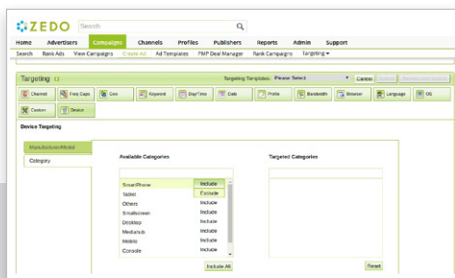 ZEDO
Search
Home Advertisers Campaigns Channels Profiles Publishers Reports Admin Support
Search Rank Ads View Campaigns Create Ad Ad Templates PMP Deal Manager Rank Campaigns Targeting
Targeting
Targeting Templates: Please Select Cancel
Channel Freq Caps Geo Keyword Day/Time Date Profile Bandwidth Browser Language OS
Custom Device
Device Targeting
Manufacturer/Model
Category
Available Categories Targeted Categories
SmartPhone Include
Tablet Exclude
Others Include
Smallscreen Include
Desktop Include
Mediahub Include
Mobile Include
Console Include
Include All Reset